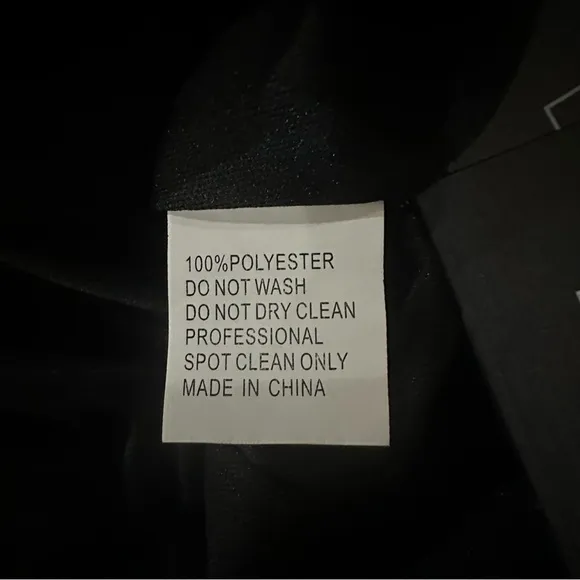 100%POLYESTER
DO NOT WASH
DO NOT DRY CLEAN
PROFESSIONAL
SPOT CLEAN ONLY
MADE IN CHINA